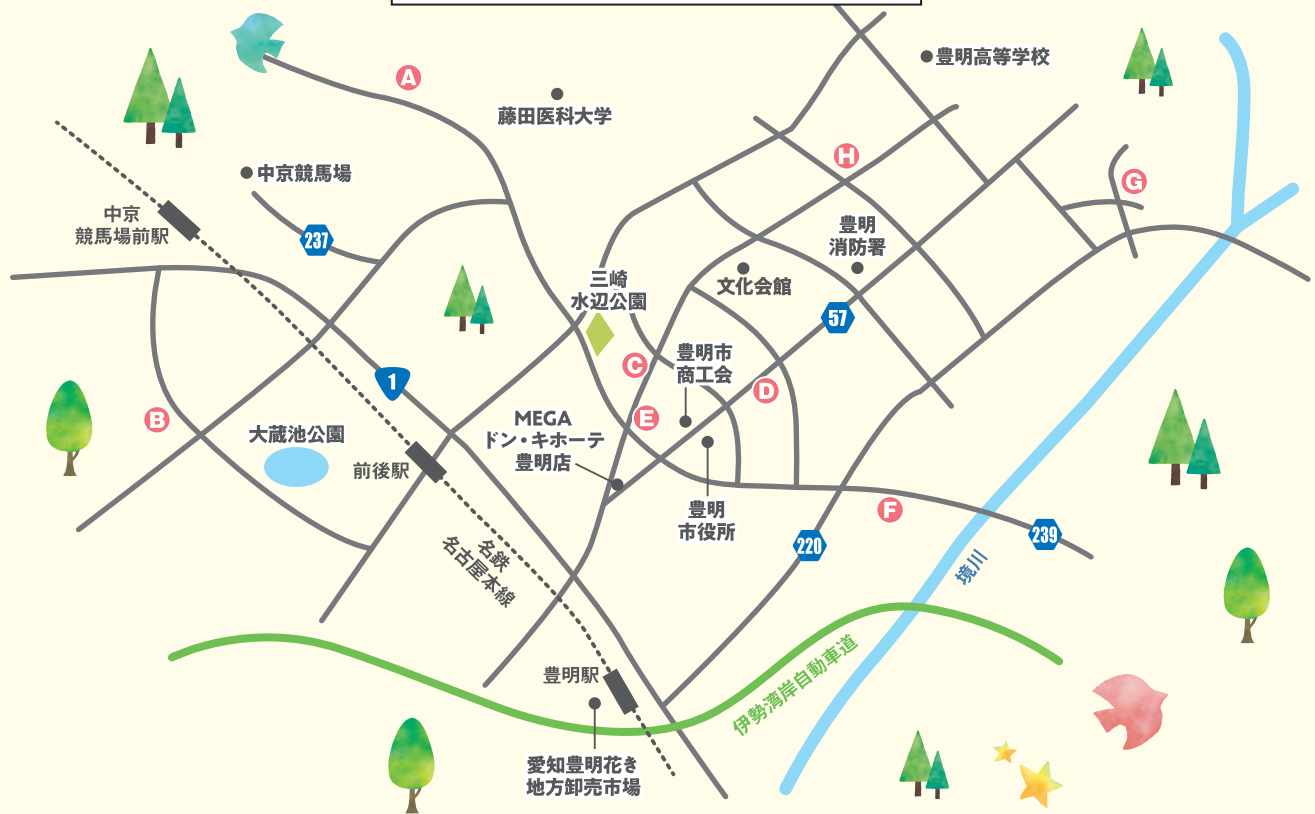 豊明高等学校
A
藤田医科大学
H
中京競馬場
G
中京
競馬場前駅
237
豊明
消防署
三崎
水辺公園
文化会館
57
豊明市
商工会
C
1
D
B
E
MEGA
ドン・キホーテ
豊明店
大蔵池公園
前後駅
豊明
市役所
F
239
220
名鉄
名古屋本線
境川
豊明駅
伊勢湾岸自動車道
愛知豊明花き
地方卸売市場